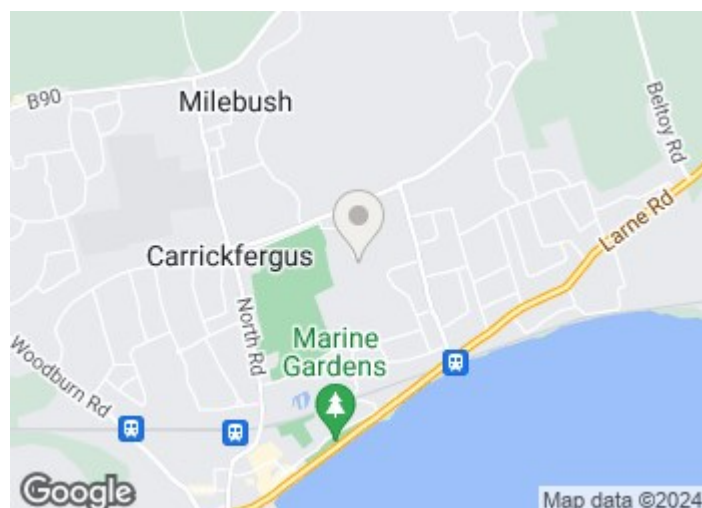 B90
Milebush
Beltoy Rd
Larne Rd
Carrickfergus
North Rd
Marine
Gardens
Woodburn Rd
Google
Map data ©2024